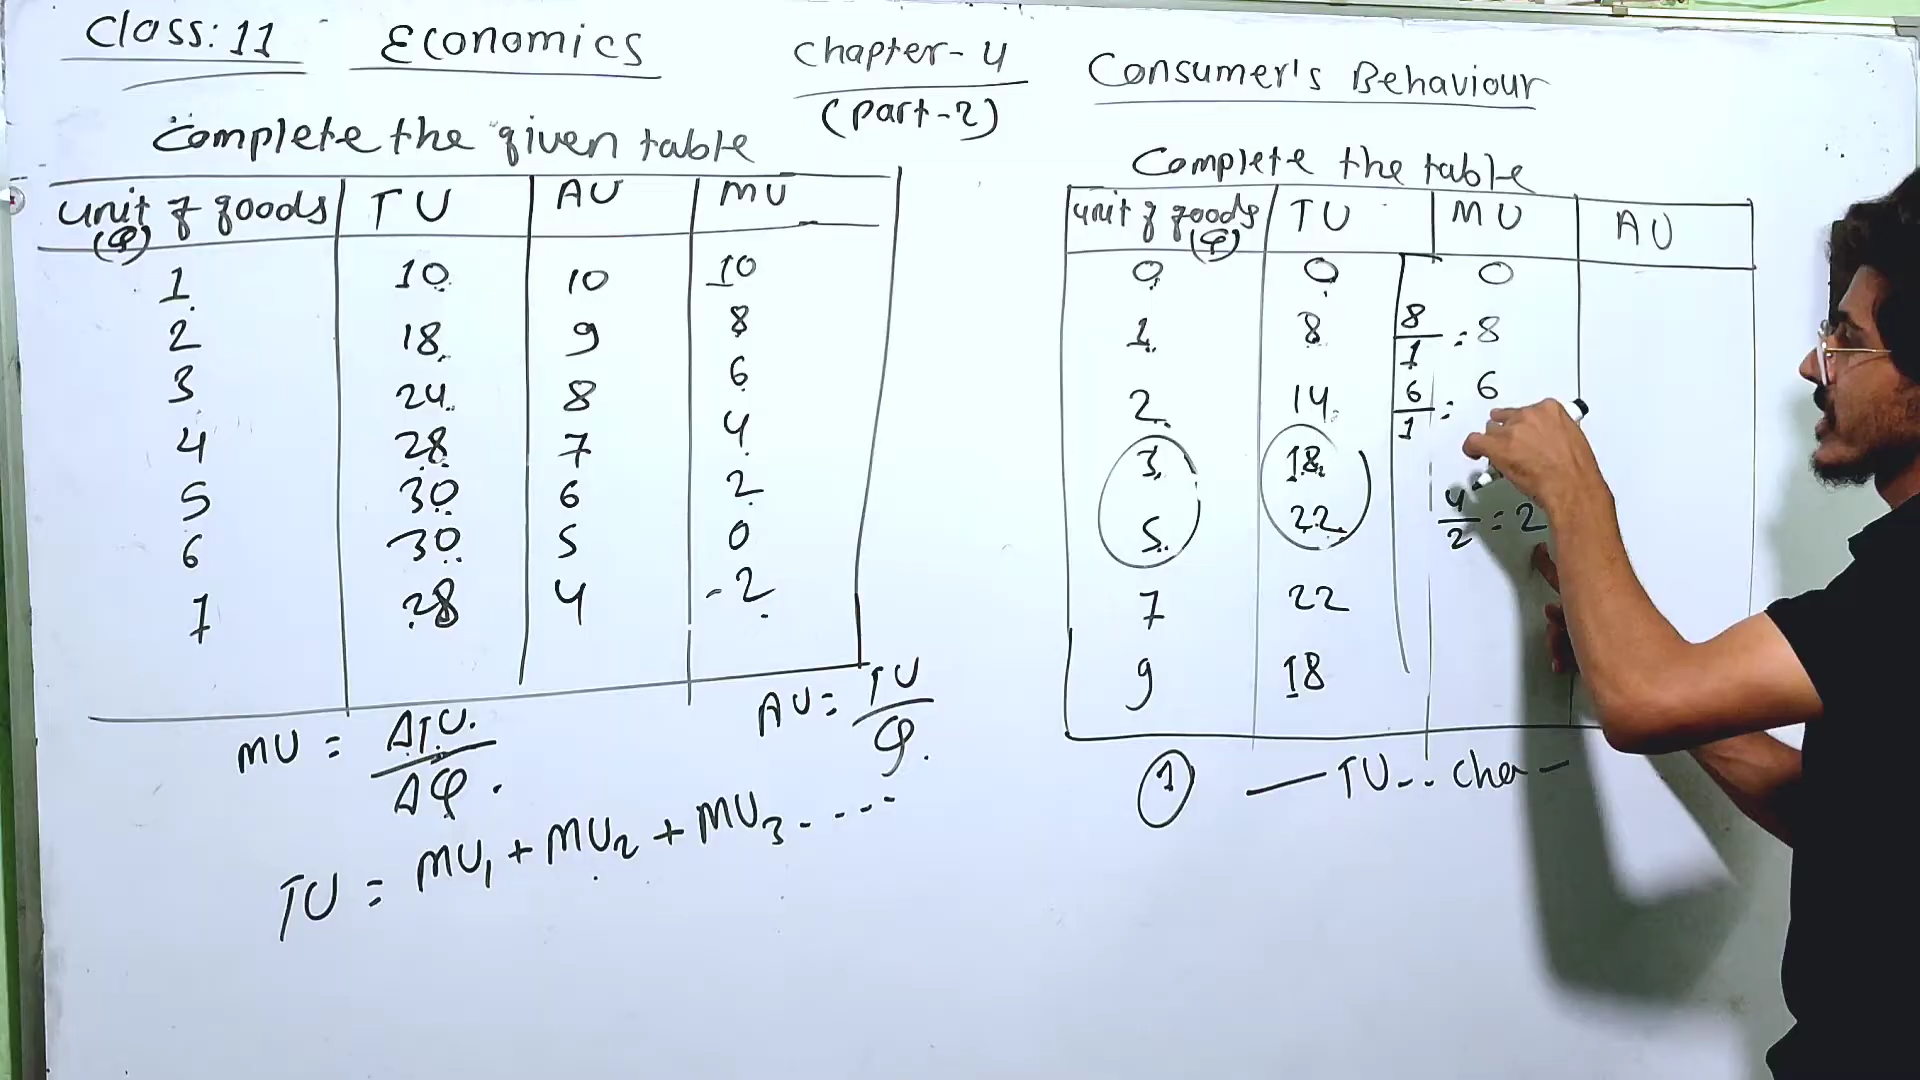 Class: 11 Economics Chapter-4 Consumer's Behaviour
(part-2)
Complete the given table
unit of goods (Q) TU AU MU
1 10 10 10
2 18 9 8
3 24 8 6
4 28 7 4
5 30 6 2
6 30 5 0
7 28 4 -2
MU = ΔTU / ΔQ
AU = TU / Q
TU = MU1 + MU2 + MU3 ....
Complete the table
unit of goods (Q) TU MU AU
0 0 0
1 8 8/1 = 8
2 14 6/1 = 6
3 18
5 22 4/2 = 2
7 22
9 18
1 — TU-.. cha —